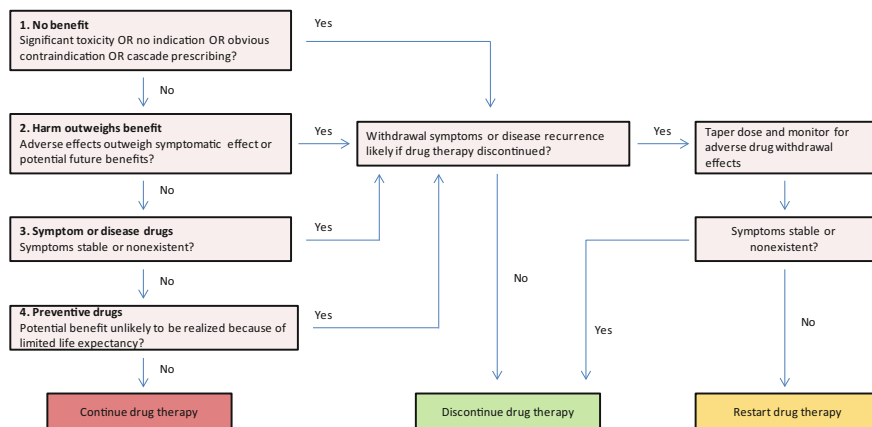 1. No benefit
Significant toxicity OR no indication OR obvious
contraindication OR cascade prescribing?
Yes
No
2. Harm outweighs benefit
Adverse effects outweigh symptomatic effect or
potential future benefits?
Yes
Withdrawal symptoms or disease recurrence
likely if drug therapy discontinued?
Yes
Taper dose and monitor for
adverse drug withdrawal
effects
No
3. Symptom or disease drugs
Symptoms stable or nonexistent?
Yes
Symptoms stable or
nonexistent?
No
No
4. Preventive drugs
Potential benefit unlikely to be realized because of
limited life expectancy?
Yes
Yes
No
No
Continue drug therapy
Discontinue drug therapy
Restart drug therapy